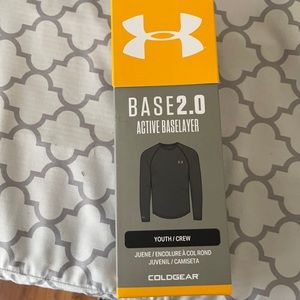 BASE2.0
ACTIVE BASELAYER
YOUTH/CREW
JUENE / ENCOLURE À COL ROND
JUVENIL / CAMISETA
COLDGEAR